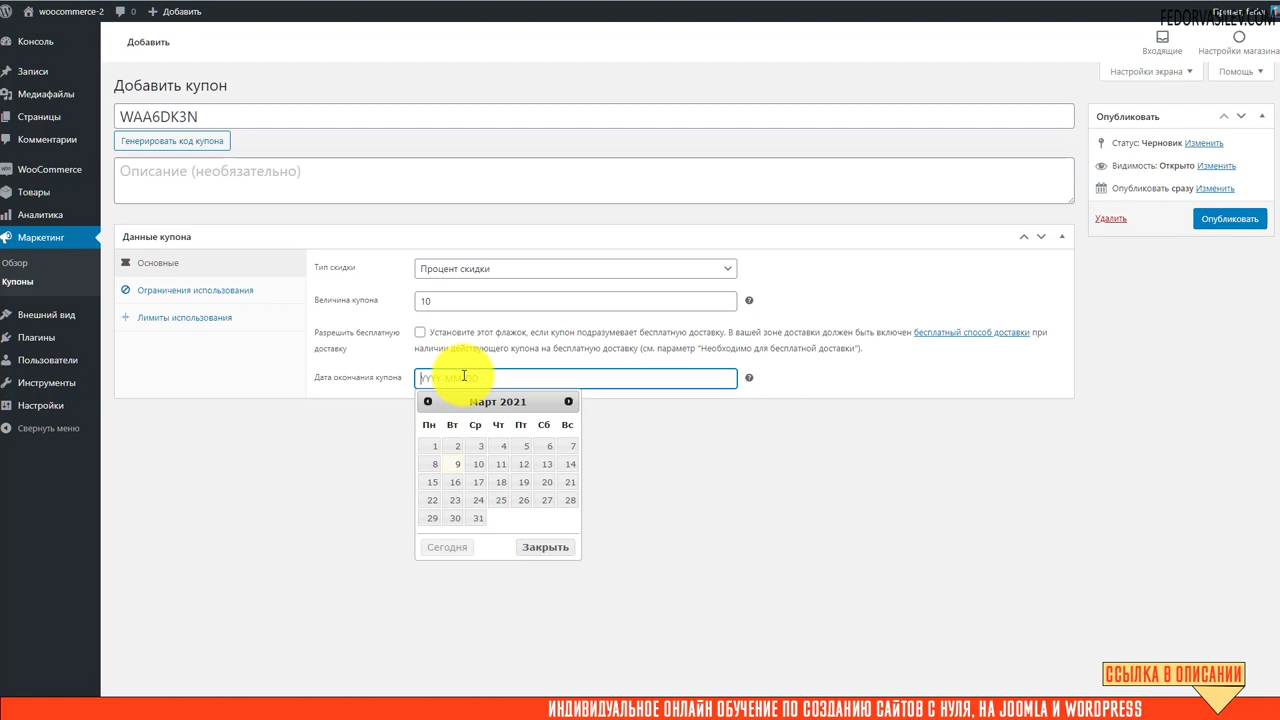 woocommerce-2
0
Добавить
Привет, fedor
FEDORVASILEV.COM
Консоль
Записи
Медиафайлы
Страницы
Комментарии
WooCommerce
Товары
Аналитика
Маркетинг
Обзор
Купоны
Внешний вид
Плагины
Пользователи
Инструменты
Настройки
Свернуть меню
Добавить
Входящие
Настройки магазина
Настройки экрана
Помощь
Добавить купон
WAA6DK3N
Генерировать код купона
Описание (необязательно)
Данные купона
Основные
Ограничения использования
Лимиты использования
Тип скидки
Процент скидки
Величина купона
10
Разрешить бесплатную
доставку
Установите этот флажок, если купон подразумевает бесплатную доставку. В вашей зоне доставки должен быть включен бесплатный способ доставки при
наличии действующего купона на бесплатную доставку (см. параметр "Необходимо для бесплатной доставки").
Дата окончания купона
YYYY-MM-DD
Март 2021
Пн Вт Ср Чт Пт Сб Вс
1 2 3 4 5 6 7
8 9 10 11 12 13 14
15 16 17 18 19 20 21
22 23 24 25 26 27 28
29 30 31
Сегодня
Закрыть
Опубликовать
Статус: Черновик Изменить
Видимость: Открыто Изменить
Опубликовать сразу Изменить
Удалить
Опубликовать
ССЫЛКА В ОПИСАНИИ
ИНДИВИДУАЛЬНОЕ ОНЛАЙН ОБУЧЕНИЕ ПО СОЗДАНИЮ САЙТОВ С НУЛЯ, НА JOOMLA И WORDPRESS